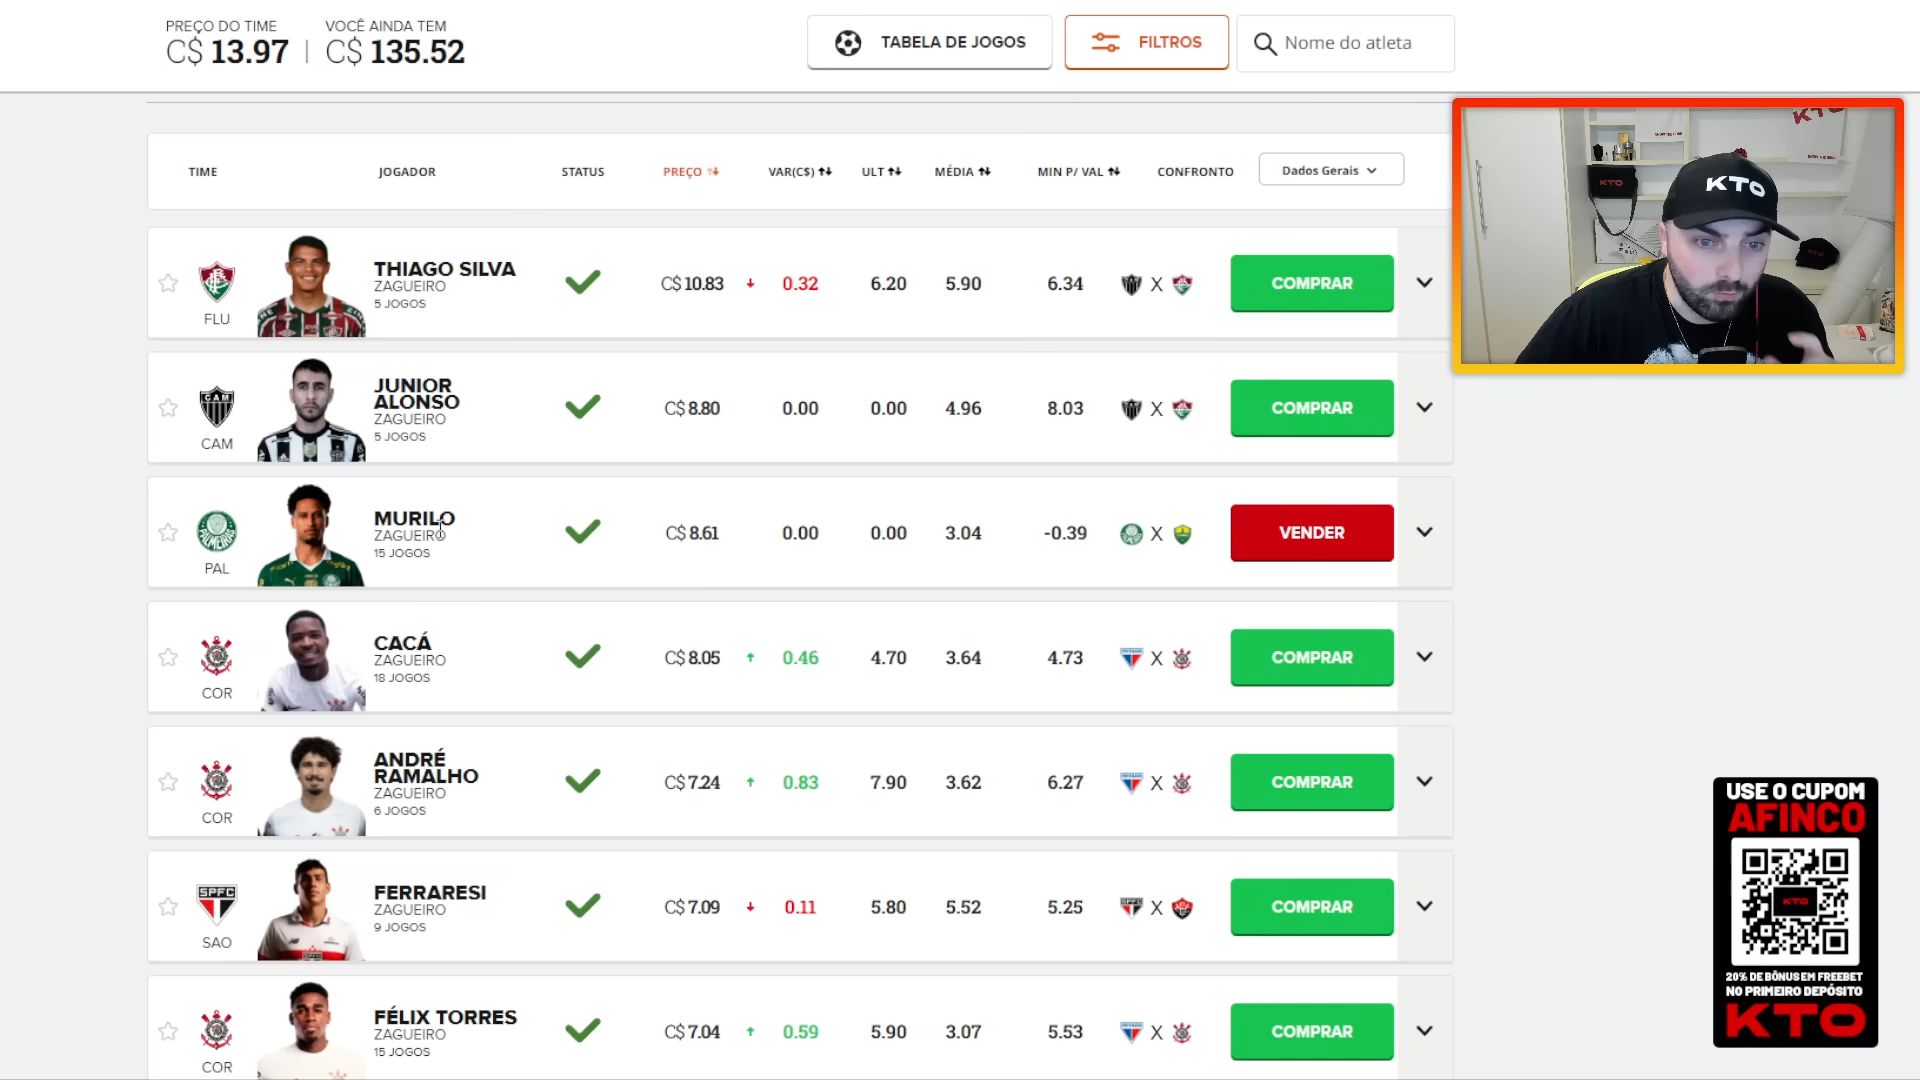 PREÇO DO TIME
C$ 13.97
VOCÊ AINDA TEM
C$ 135.52
TABELA DE JOGOS
FILTROS
Nome do atleta
TIME
JOGADOR
STATUS
PREÇO
VAR(C$)
ULT
MÉDIA
MIN P/ VAL
CONFRONTO
Dados Gerais
FLU
THIAGO SILVA
ZAGUEIRO
5 JOGOS
C$ 10.83 0.32 6.20 5.90 6.34 X COMPRAR
CAM
JUNIOR
ALONSO
ZAGUEIRO
5 JOGOS
C$ 8.80 0.00 0.00 4.96 8.03 X COMPRAR
PAL
MURILO
ZAGUEIRO
15 JOGOS
C$ 8.61 0.00 0.00 3.04 -0.39 X VENDER
COR
CACÁ
ZAGUEIRO
18 JOGOS
C$ 8.05 0.46 4.70 3.64 4.73 X COMPRAR
COR
ANDRÉ
RAMALHO
ZAGUEIRO
6 JOGOS
C$ 7.24 0.83 7.90 3.62 6.27 X COMPRAR
SPFC
SAO
FERRARESI
ZAGUEIRO
9 JOGOS
C$ 7.09 0.11 5.80 5.52 5.25 X COMPRAR
COR
FÉLIX TORRES
ZAGUEIRO
15 JOGOS
C$ 7.04 0.59 5.90 3.07 5.53 X COMPRAR
KTO
KTO
KTO
USE O CUPOM
AFINCO
KTO
20% DE BÔNUS EM FREEBET
NO PRIMEIRO DEPÓSITO
KTO